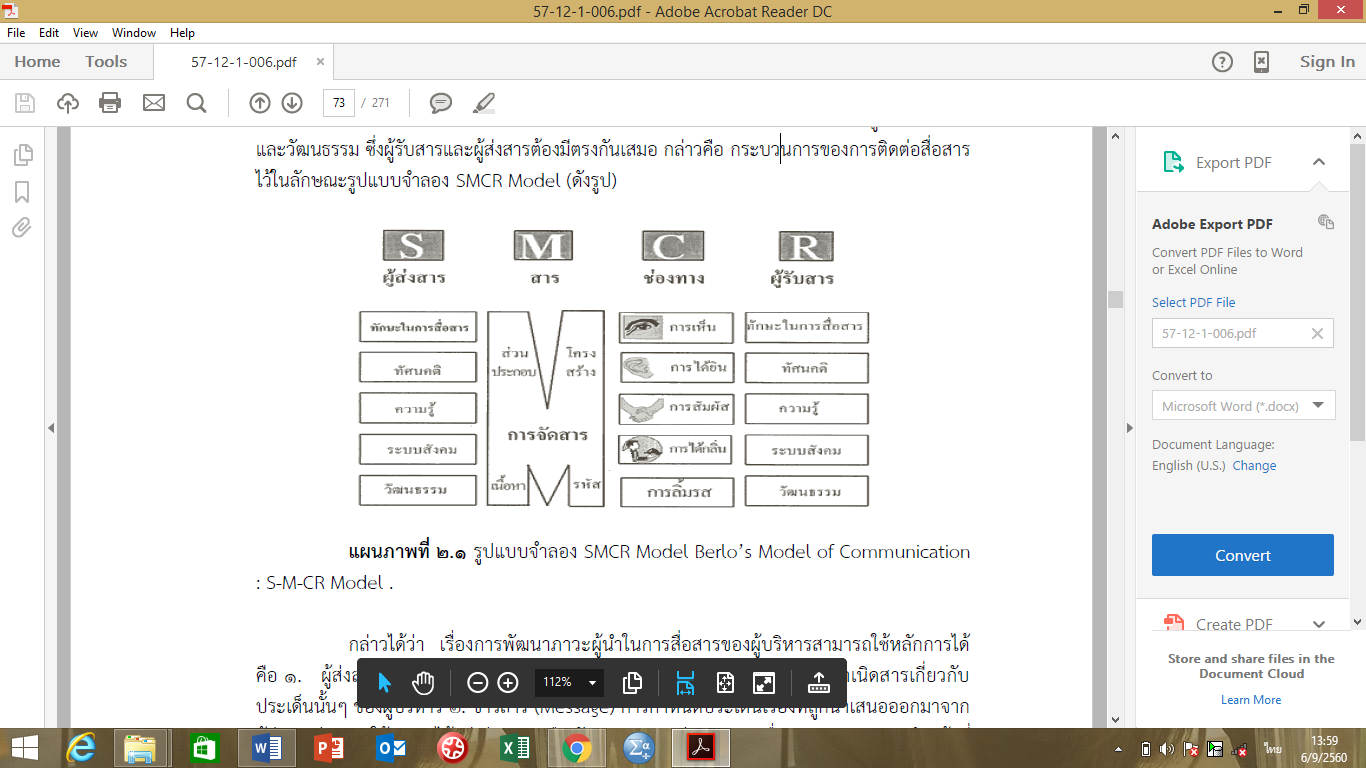 57-12-1-006.pdf - Adobe Acrobat Reader DC
File Edit View Window Help
Home Tools 57-12-1-006.pdf × Sign In
73 / 271
และวัฒนธรรม ซึ่งผู้รับสารและผู้ส่งสารต้องมีตรงกันเสมอ กล่าวคือ กระบวนการของการติดต่อสื่อสาร
ไว้ในลักษณะรูปแบบจำลอง SMCR Model (ดังรูป)
S M C R
ผู้ส่งสาร สาร ช่องทาง ผู้รับสาร
ทักษะในการสื่อสาร
ทัศนคติ
ความรู้
ระบบสังคม
วัฒนธรรม
ส่วน
ประกอบ
โครง
สร้าง
การจัดสาร
เนื้อหา
รหัส
การเห็น
การได้ยิน
การสัมผัส
การได้กลิ่น
การลิ้มรส
ทักษะในการสื่อสาร
ทัศนคติ
ความรู้
ระบบสังคม
วัฒนธรรม
แผนภาพที่ ๒.๑ รูปแบบจำลอง SMCR Model Berlo's Model of Communication
: S-M-CR Model .
กล่าวได้ว่า เรื่องการพัฒนาภาวะผู้นำในการสื่อสารของผู้บริหารสามารถใช้หลักการได้
คือ ๑.
ประเด็นนั้นๆ
112%
Export PDF
Adobe Export PDF
Convert PDF Files to Word
or Excel Online
Select PDF File
57-12-1-006.pdf
Convert to
Microsoft Word (*.docx)
Document Language:
English (U.S.) Change
Convert
Create PDF
Store and share files in the
Document Cloud
Learn More
ไทย
13:59
6/9/2560